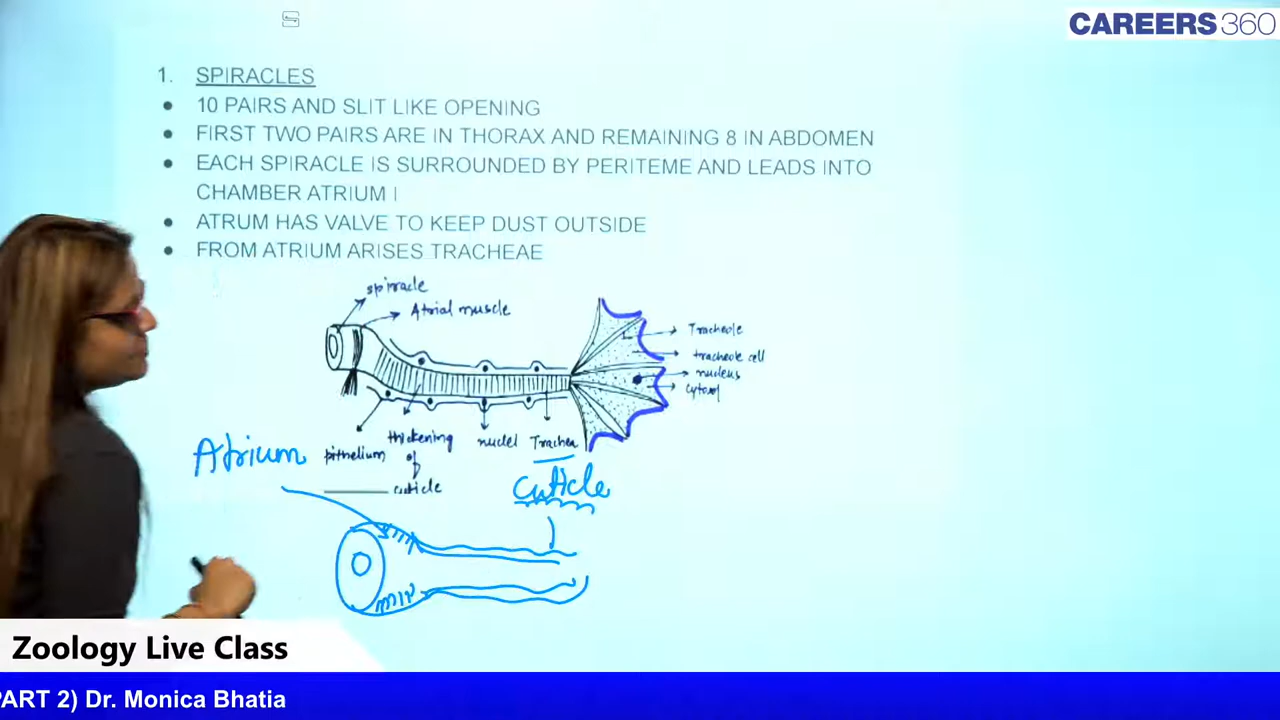 CAREERS360
1. SPIRACLES
• 10 PAIRS AND SLIT LIKE OPENING
• FIRST TWO PAIRS ARE IN THORAX AND REMAINING 8 IN ABDOMEN
• EACH SPIRACLE IS SURROUNDED BY PERITEME AND LEADS INTO
CHAMBER ATRIUM I
• ATRUM HAS VALVE TO KEEP DUST OUTSIDE
• FROM ATRIUM ARISES TRACHEAE
spiracle
Atrial muscle
Tracheole
tracheole cell
nucleus
cytosol
Atrium
pithelium
thickening
of
cuticle
nuclei
Trachea
Cuticle
Zoology Live Class
PART 2) Dr. Monica Bhatia